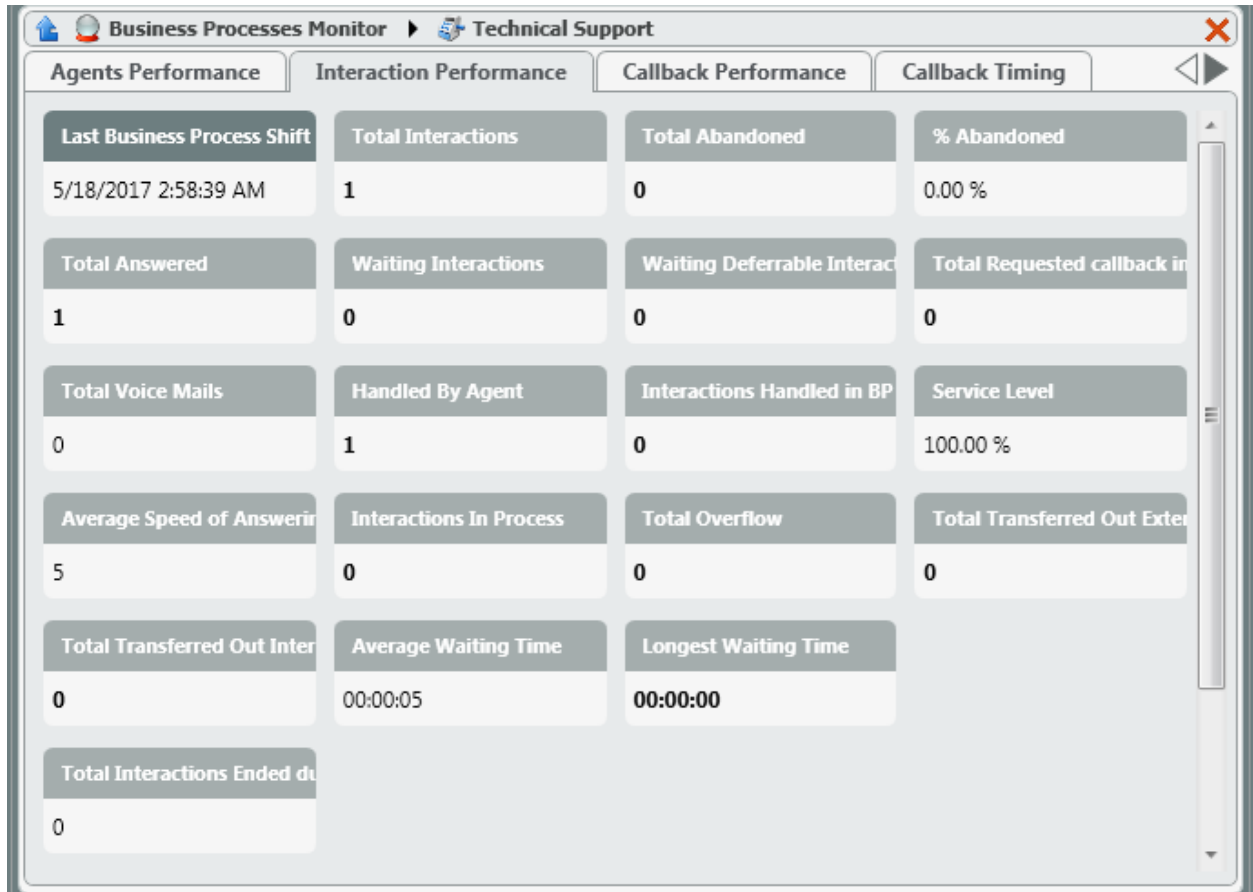 Business Processes Monitor Technical Support
Agents Performance Interaction Performance Callback Performance Callback Timing
Last Business Process Shift Total Interactions Total Abandoned % Abandoned
5/18/2017 2:58:39 AM 1 0 0.00 %
Total Answered Waiting Interactions Waiting Deferrable Interact Total Requested callback in
1 0 0 0
Total Voice Mails Handled By Agent Interactions Handled in BP Service Level
0 1 0 100.00 %
Average Speed of Answerin Interactions In Process Total Overflow Total Transferred Out Exter
5 0 0 0
Total Transferred Out Inter Average Waiting Time Longest Waiting Time
0 00:00:05 00:00:00
Total Interactions Ended du
0